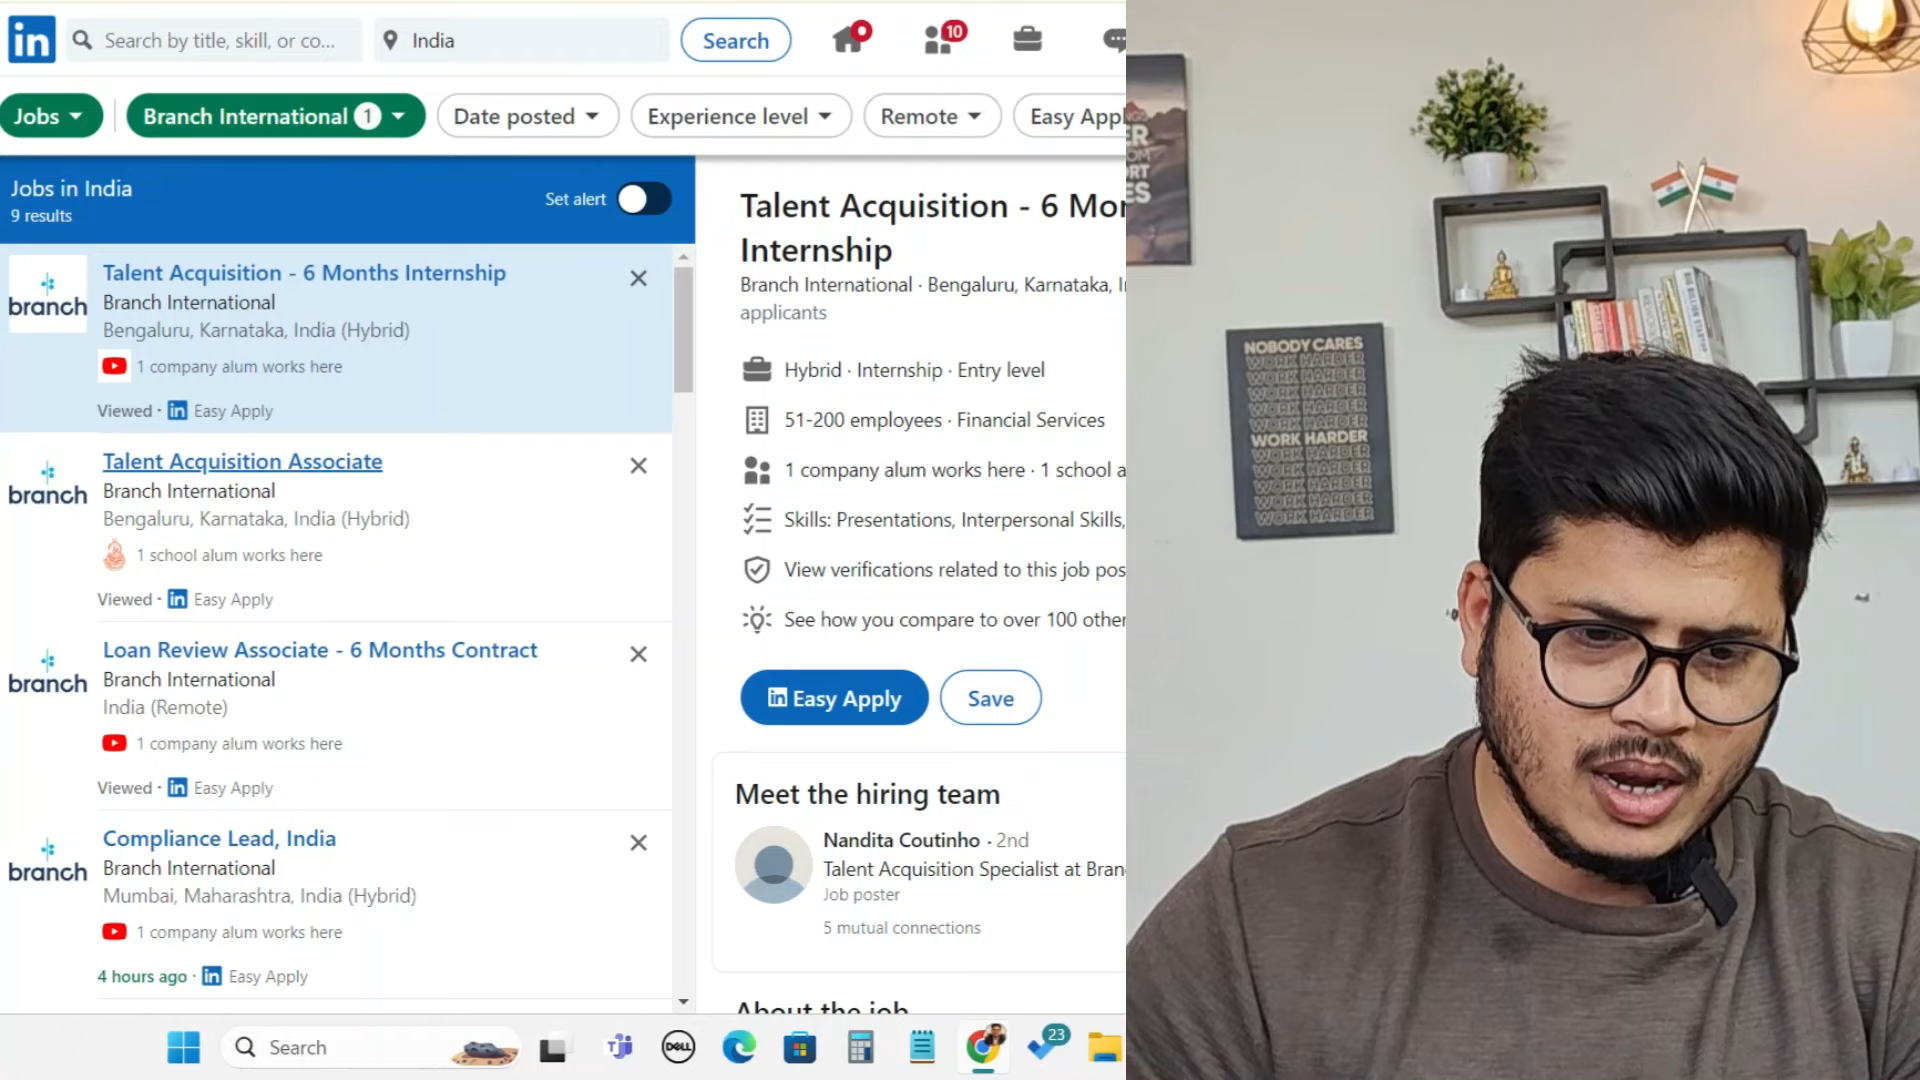 in
Search by title, skill, or co...
India
Search
10
Jobs
Branch International 1
Date posted
Experience level
Remote
Easy Appl
Jobs in India
9 results
Set alert
branch
Talent Acquisition - 6 Months Internship
Branch International
Bengaluru, Karnataka, India (Hybrid)
1 company alum works here
Viewed · in Easy Apply
branch
Talent Acquisition Associate
Branch International
Bengaluru, Karnataka, India (Hybrid)
1 school alum works here
Viewed · in Easy Apply
branch
Loan Review Associate - 6 Months Contract
Branch International
India (Remote)
1 company alum works here
Viewed · in Easy Apply
branch
Compliance Lead, India
Branch International
Mumbai, Maharashtra, India (Hybrid)
1 company alum works here
4 hours ago · in Easy Apply
Talent Acquisition - 6 Mon
Internship
Branch International · Bengaluru, Karnataka, I
applicants
Hybrid · Internship · Entry level
51-200 employees · Financial Services
1 company alum works here · 1 school a
Skills: Presentations, Interpersonal Skills,
View verifications related to this job pos
See how you compare to over 100 other
in Easy Apply
Save
Meet the hiring team
Nandita Coutinho · 2nd
Talent Acquisition Specialist at Bran
Job poster
5 mutual connections
About the job
Search
DELL
23
NOBODY CARES
WORK HARDER
WORK HARDER
WORK HARDER
WORK HARDER
WORK HARDER
WORK HARDER
WORK HARDER
WORK HARDER
WORK HARDER
WORK HARDER
WORK HARDER